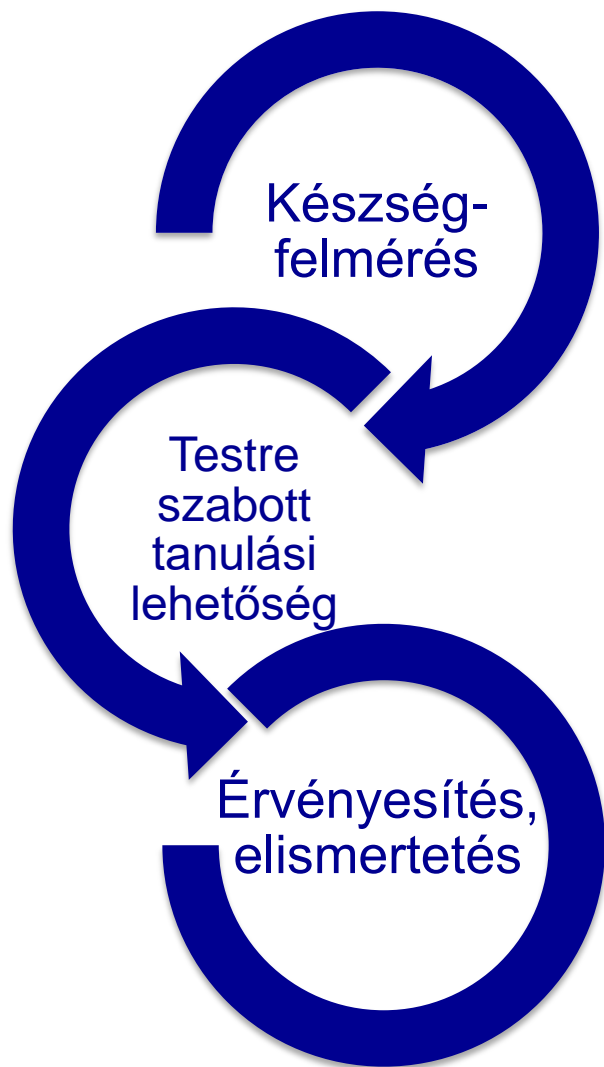 Készség-
felmérés
Testre
szabott
tanulási
lehetőség
Érvényesítés,
elismertetés